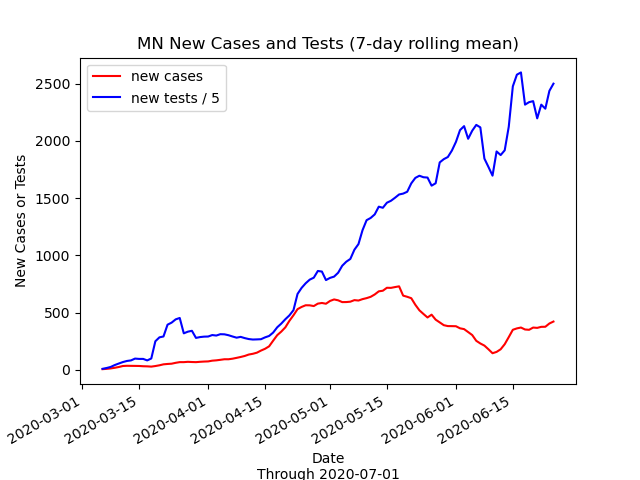 MN New Cases and Tests (7-day rolling mean)
new cases
new tests / 5
New Cases or Tests
2500
2000
1500
1000
500
0
2020-03-01
2020-03-15
2020-04-01
2020-04-15
2020-05-01
2020-05-15
2020-06-01
2020-06-15
Date
Through 2020-07-01